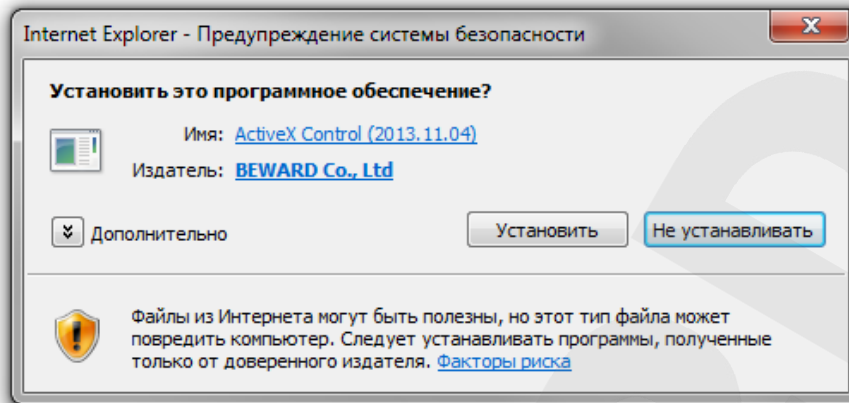 Internet Explorer - Предупреждение системы безопасности
Установить это программное обеспечение?
Имя: ActiveX Control (2013.11.04)
Издатель: BEWARD Co., Ltd
Дополнительно
Установить
Не устанавливать
Файлы из Интернета могут быть полезны, но этот тип файла может
повредить компьютер. Следует устанавливать программы, полученные
только от доверенного издателя. Факторы риска